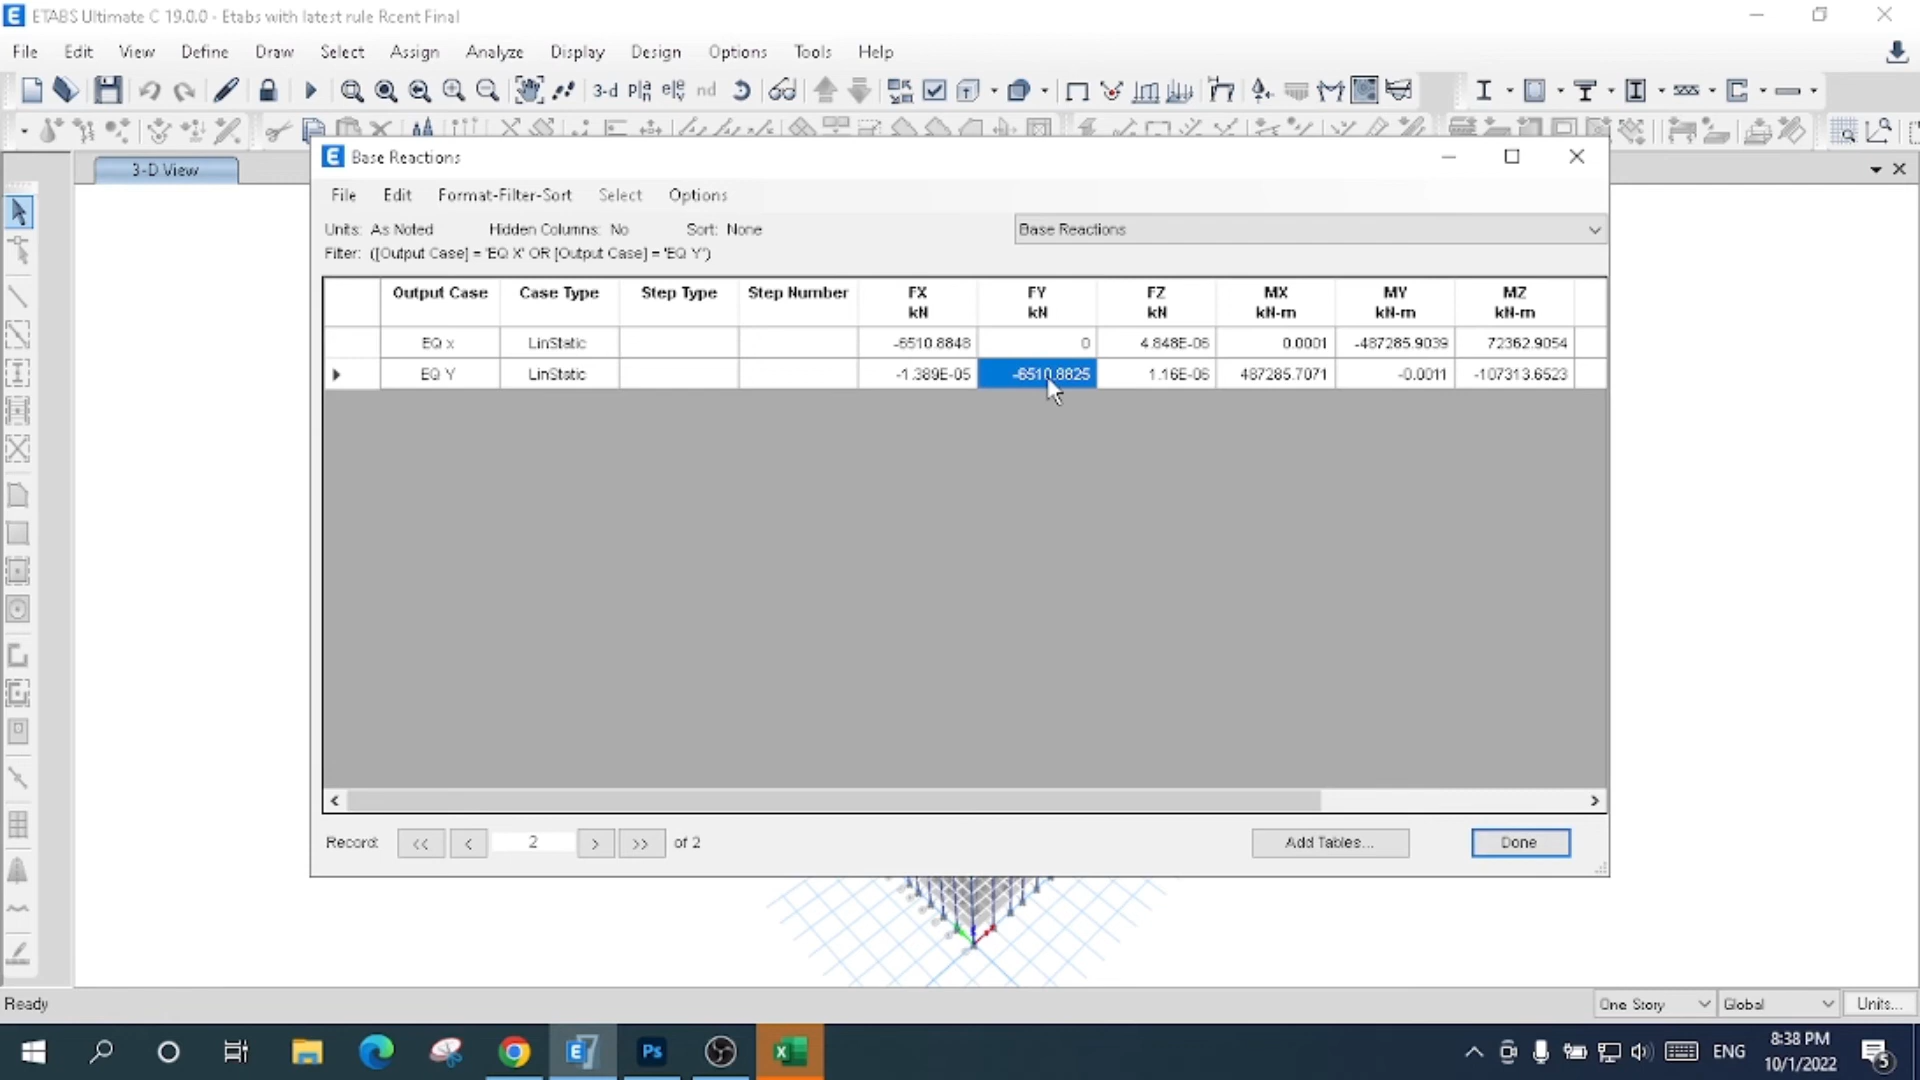 ETABS Ultimate C 19.0.0 - Etabs with latest rule Rcent Final
File Edit View Define Draw Select Assign Analyze Display Design Options Tools Help
3-d
nd
3-D View
Base Reactions
File Edit Format-Filter-Sort Select Options
Units: As Noted Hidden Columns: No Sort: None Base Reactions
Filter: ([Output Case] = 'EQ X' OR [Output Case] = 'EQ Y')
Output Case Case Type Step Type Step Number FX kN FY kN FZ kN MX kN-m MY kN-m MZ kN-m
EQ x LinStatic -6510.8848 0 4.848E-06 0.0001 -487285.9039 72362.9054
EQ Y LinStatic -1.389E-05 -6510.8825 1.16E-06 487285.7071 -0.0011 -107313.6523
Record: << < 2 > >> of 2 Add Tables... Done
Ready One Story Global Units...
8:38 PM
ENG
10/1/2022
5
Ps